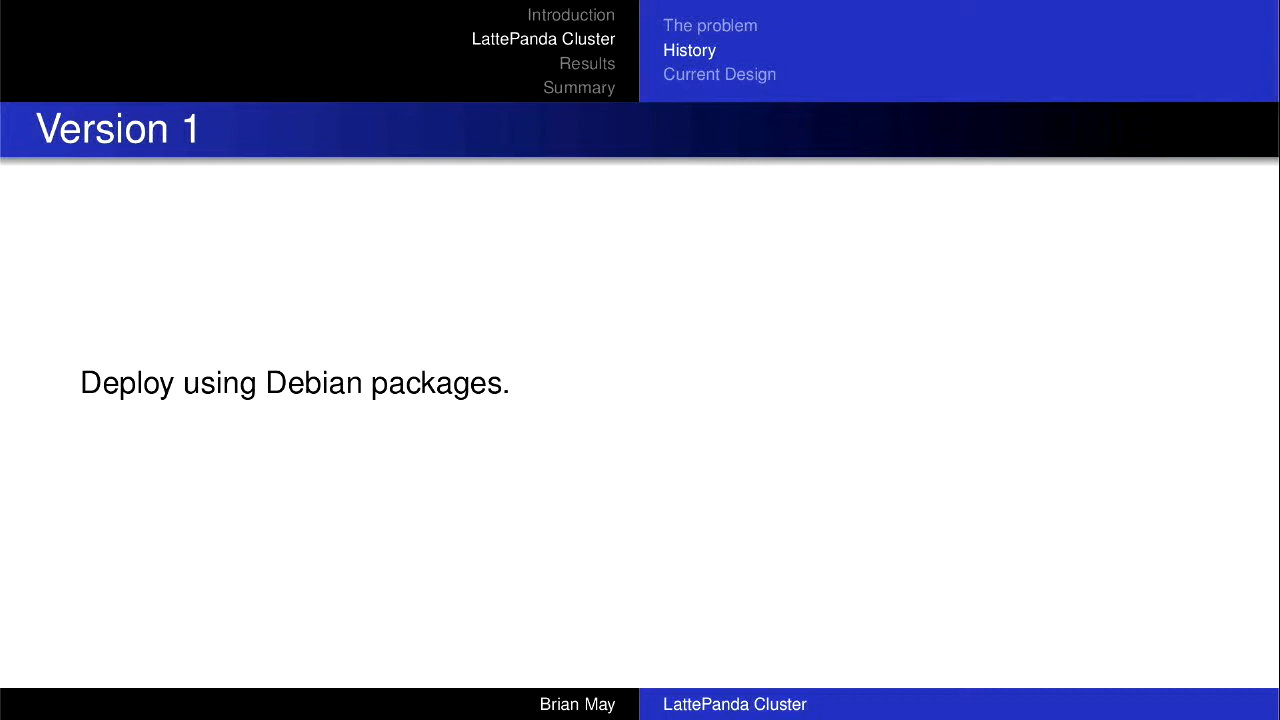 Introduction
LattePanda Cluster
Results
Summary
The problem
History
Current Design
Version 1
Deploy using Debian packages.
Brian May
LattePanda Cluster